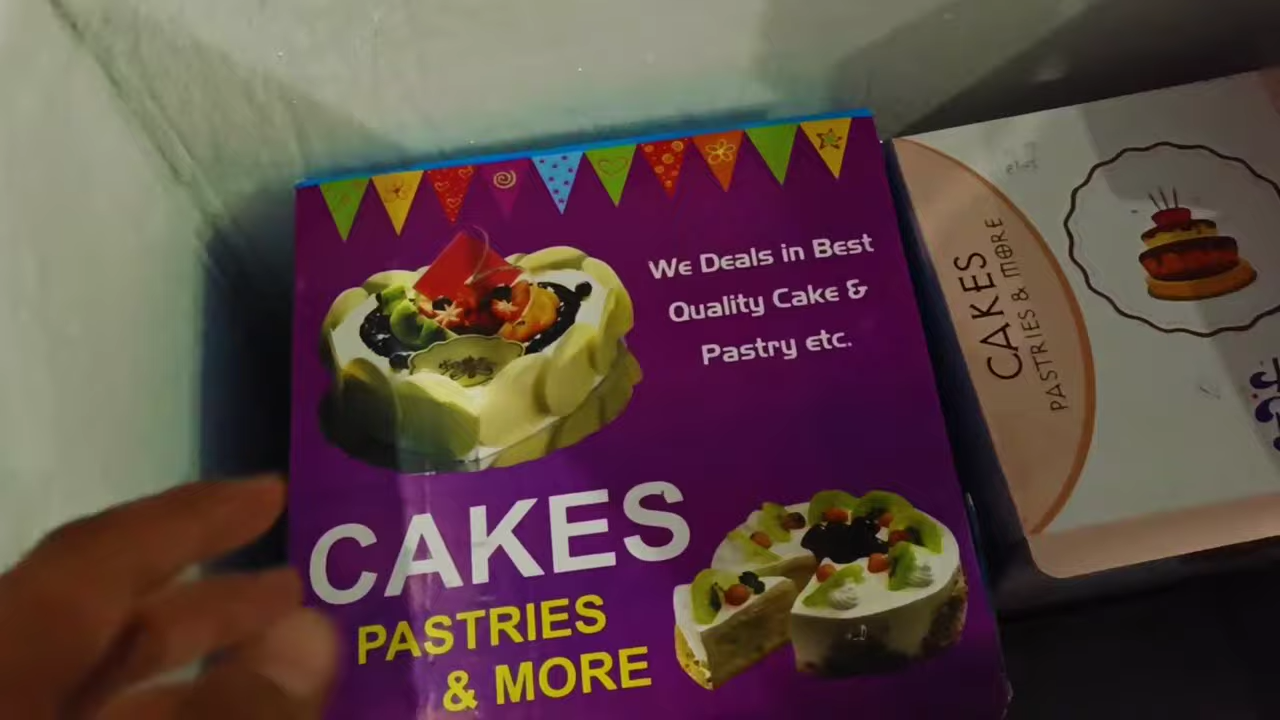 We Deals in Best
Quality Cake &
Pastry etc.
CAKES
PASTRIES
& MORE
CAKES
PASTRIES & MORE